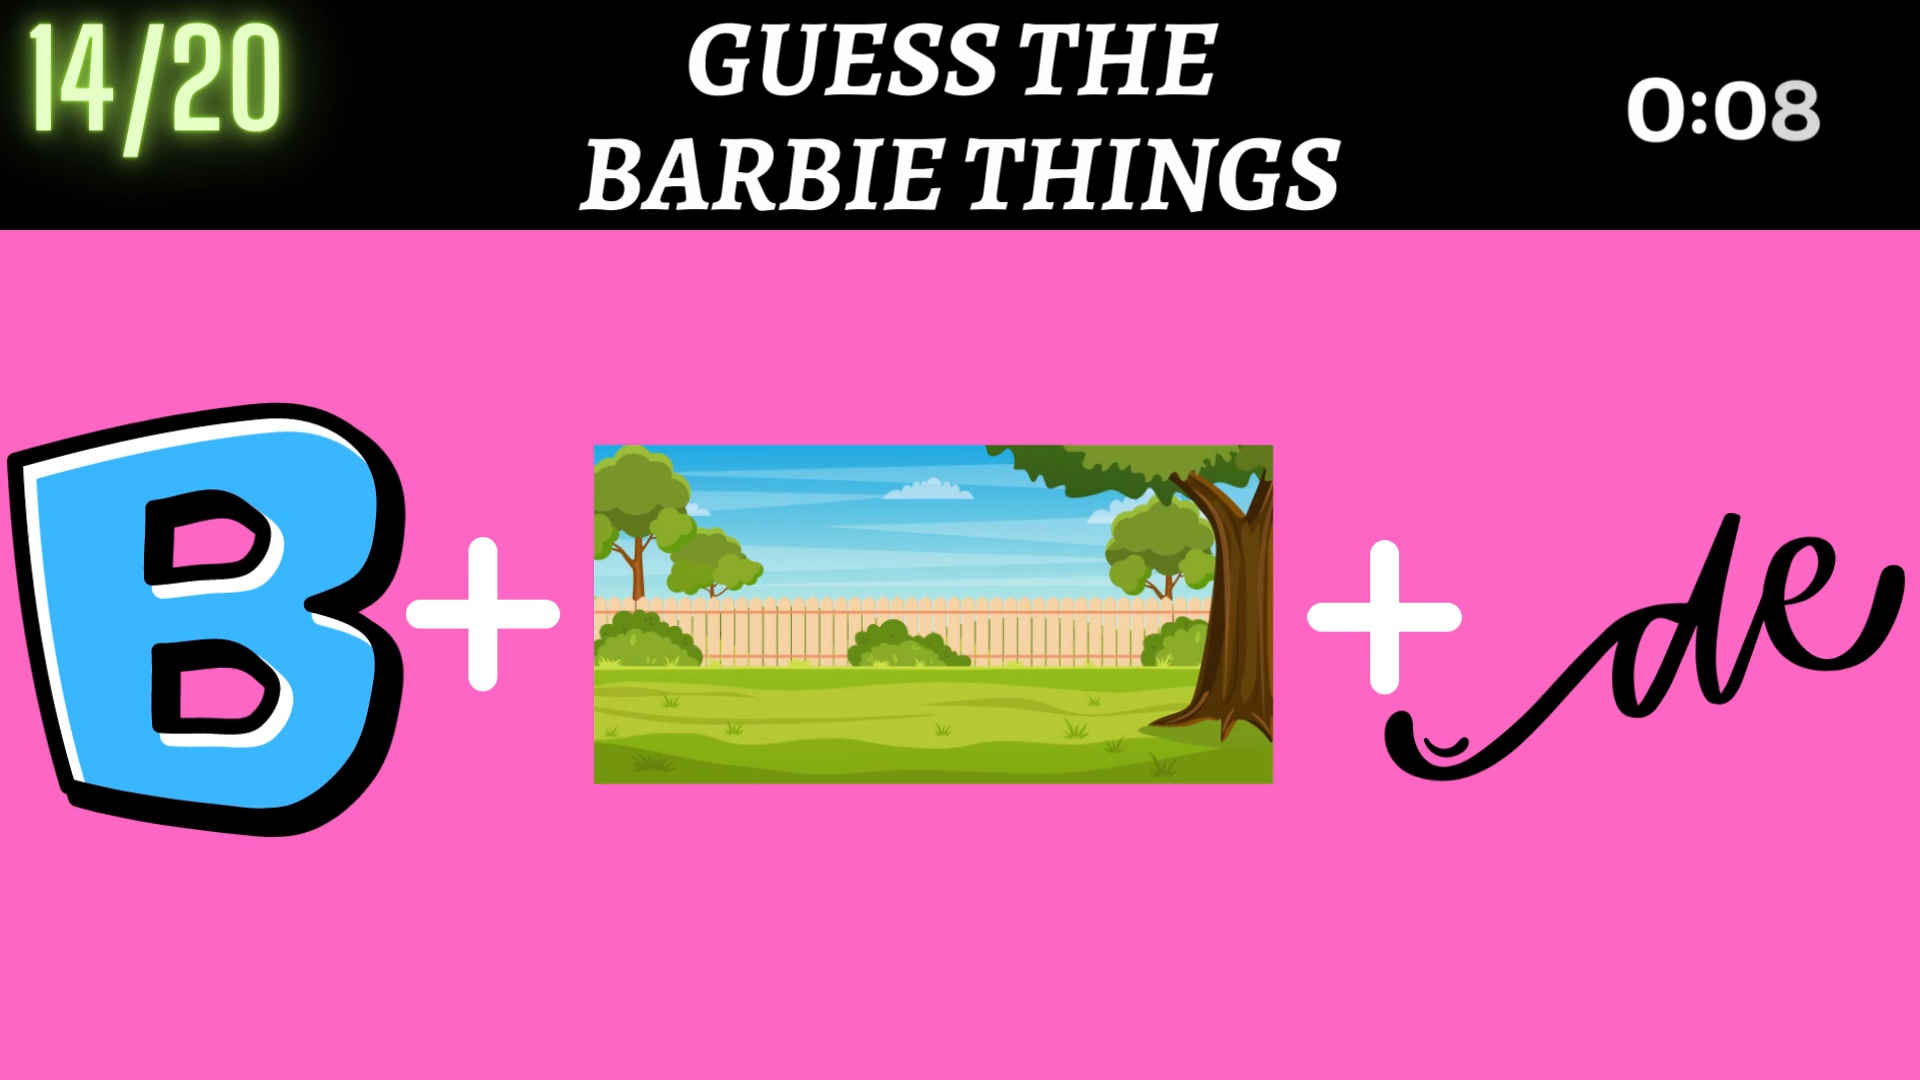 14/20
GUESS THE
BARBIE THINGS
0:08
B+
+
de